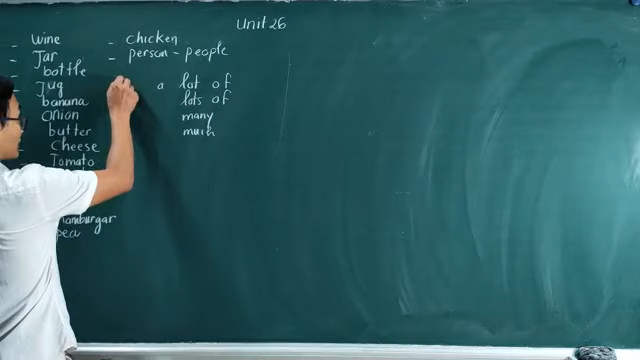 Unit 26
- Wine
- Jar
bottle
Jug
banana
onion
butter
cheese
Tomato
hamburgar
pea
- chicken
- person - people
a lot of
lots of
many
much